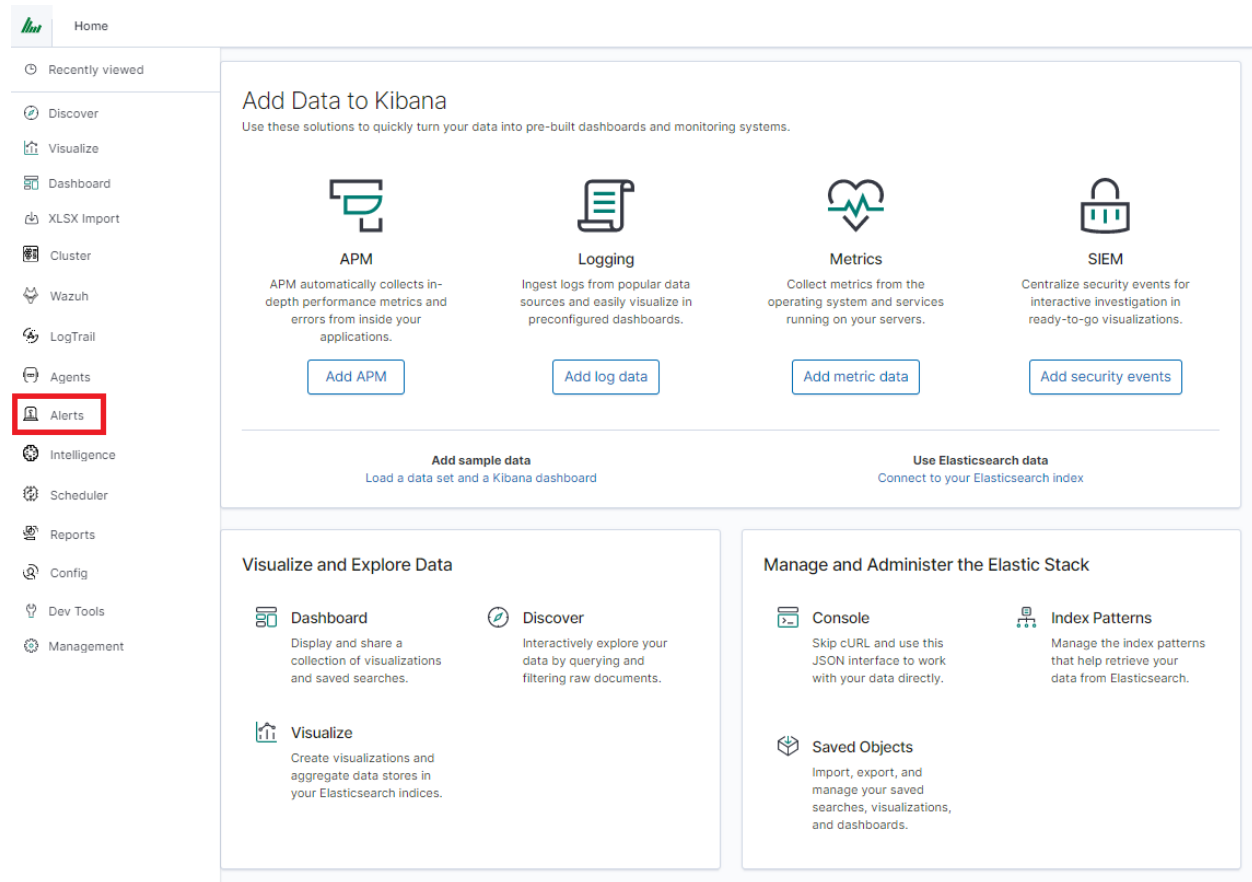 Home
Recently viewed
Discover
Visualize
Dashboard
XLSX Import
Cluster
Wazuh
LogTrail
Agents
Alerts
Intelligence
Scheduler
Reports
Config
Dev Tools
Management
Add Data to Kibana
Use these solutions to quickly turn your data into pre-built dashboards and monitoring systems.
APM
APM automatically collects in-
depth performance metrics and
errors from inside your
applications.
Add APM
Logging
Ingest logs from popular data
sources and easily visualize in
preconfigured dashboards.
Add log data
Metrics
Collect metrics from the
operating system and services
running on your servers.
Add metric data
SIEM
Centralize security events for
interactive investigation in
ready-to-go visualizations.
Add security events
Add sample data
Load a data set and a Kibana dashboard
Use Elasticsearch data
Connect to your Elasticsearch index
Visualize and Explore Data
Dashboard
Display and share a
collection of visualizations
and saved searches.
Discover
Interactively explore your
data by querying and
filtering raw documents.
Visualize
Create visualizations and
aggregate data stores in
your Elasticsearch indices.
Manage and Administer the Elastic Stack
Console
Skip cURL and use this
JSON interface to work
with your data directly.
Index Patterns
Manage the index patterns
that help retrieve your
data from Elasticsearch.
Saved Objects
Import, export, and
manage your saved
searches, visualizations,
and dashboards.